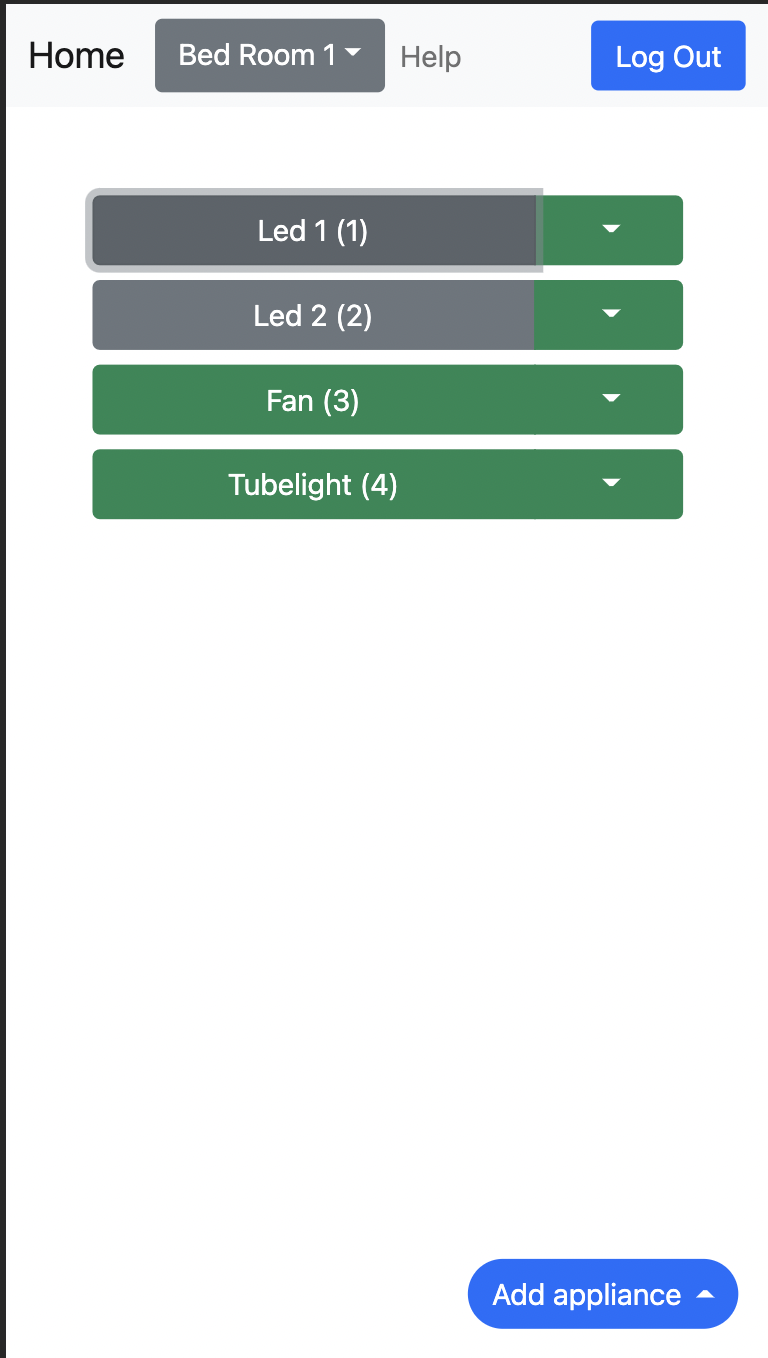 Home Bed Room 1 Help Log Out
Led 1 (1)
Led 2 (2)
Fan (3)
Tubelight (4)
Add appliance